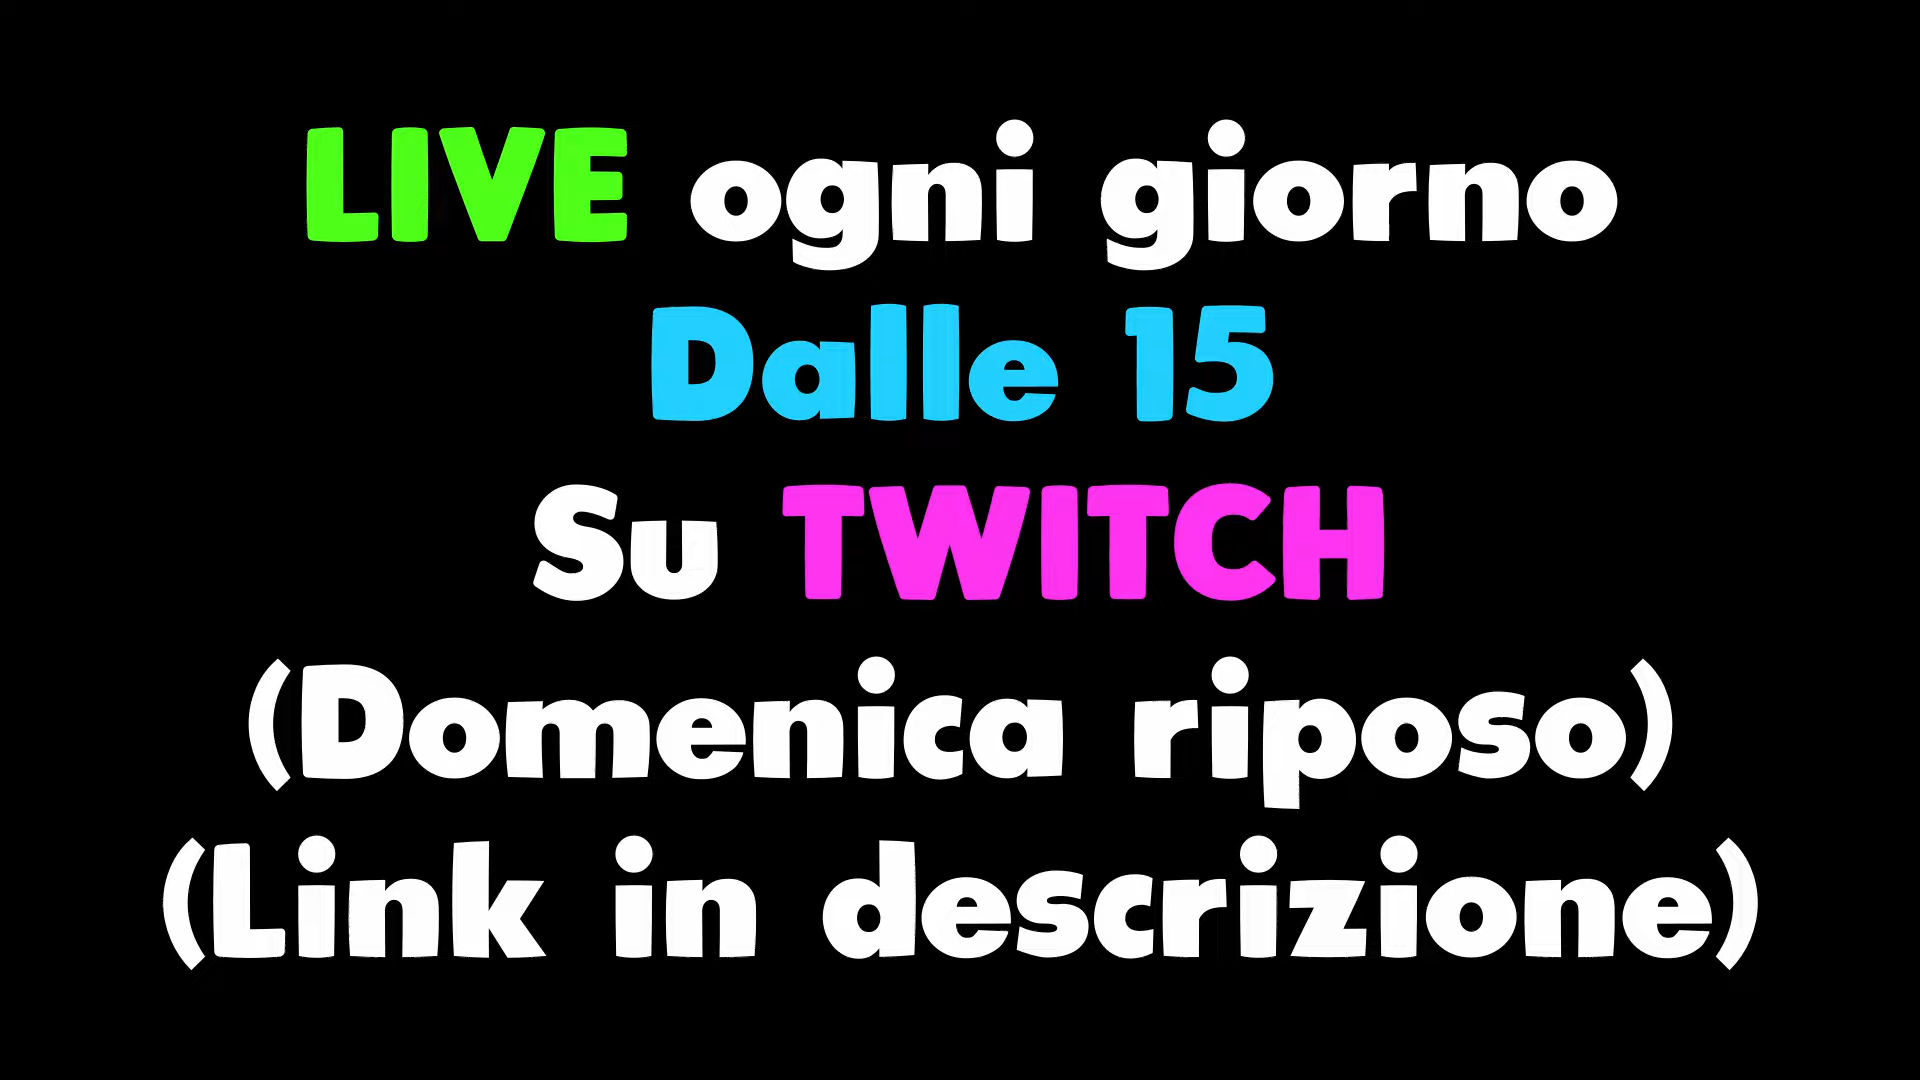 LIVE ogni giorno
Dalle 15
Su TWITCH
(Domenica riposo)
(Link in descrizione)